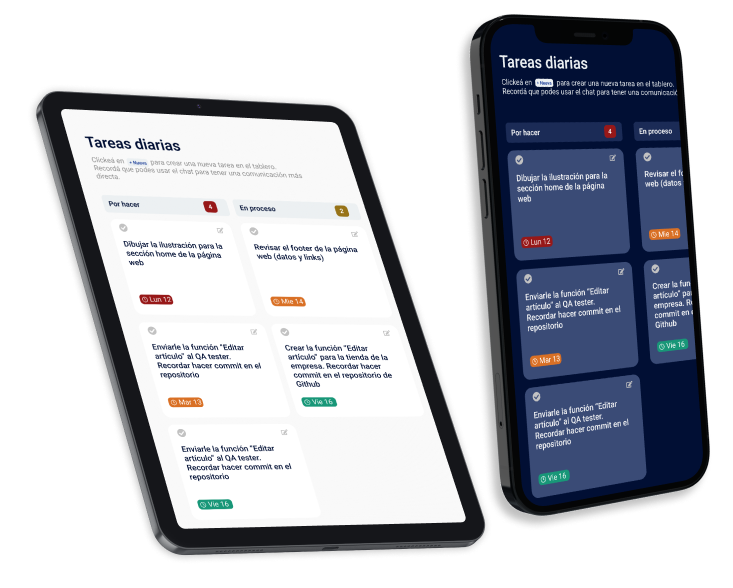 Tareas diarias
Clickeá en + Nuevo para crear una nueva tarea en el tablero.
Recordá que podes usar el chat para tener una comunicación más
directa.
Por hacer 4
En proceso 2
Dibujar la ilustración para la
sección home de la página
web
Lun 12
Revisar el footer de la página
web (datos y links)
Mie 14
Enviarle la función "Editar
artículo" al QA tester.
Recordar hacer commit en el
repositorio
Mar 13
Crear la función "Editar
artículo" para la tienda de la
empresa. Recordar hacer
commit en el repositorio de
Github
Vie 16
Enviarle la función "Editar
artículo" al QA tester.
Recordar hacer commit en el
repositorio
Vie 16
Tareas diarias
Clickeá en + Nuevo para crear una nueva tarea en el tablero.
Recordá que podes usar el chat para tener una comunicació
Por hacer 4
En proceso
Dibujar la ilustración para la
sección home de la página
web
Lun 12
Revisar el fo
web (datos
Mie 14
Enviarle la función "Editar
artículo" al QA tester.
Recordar hacer commit en el
repositorio
Mar 13
Crear la fun
artículo" pa
empresa. R
commit en e
Github
Vie 16
Enviarle la función "Editar
artículo" al QA tester.
Recordar hacer commit en el
repositorio
Vie 16